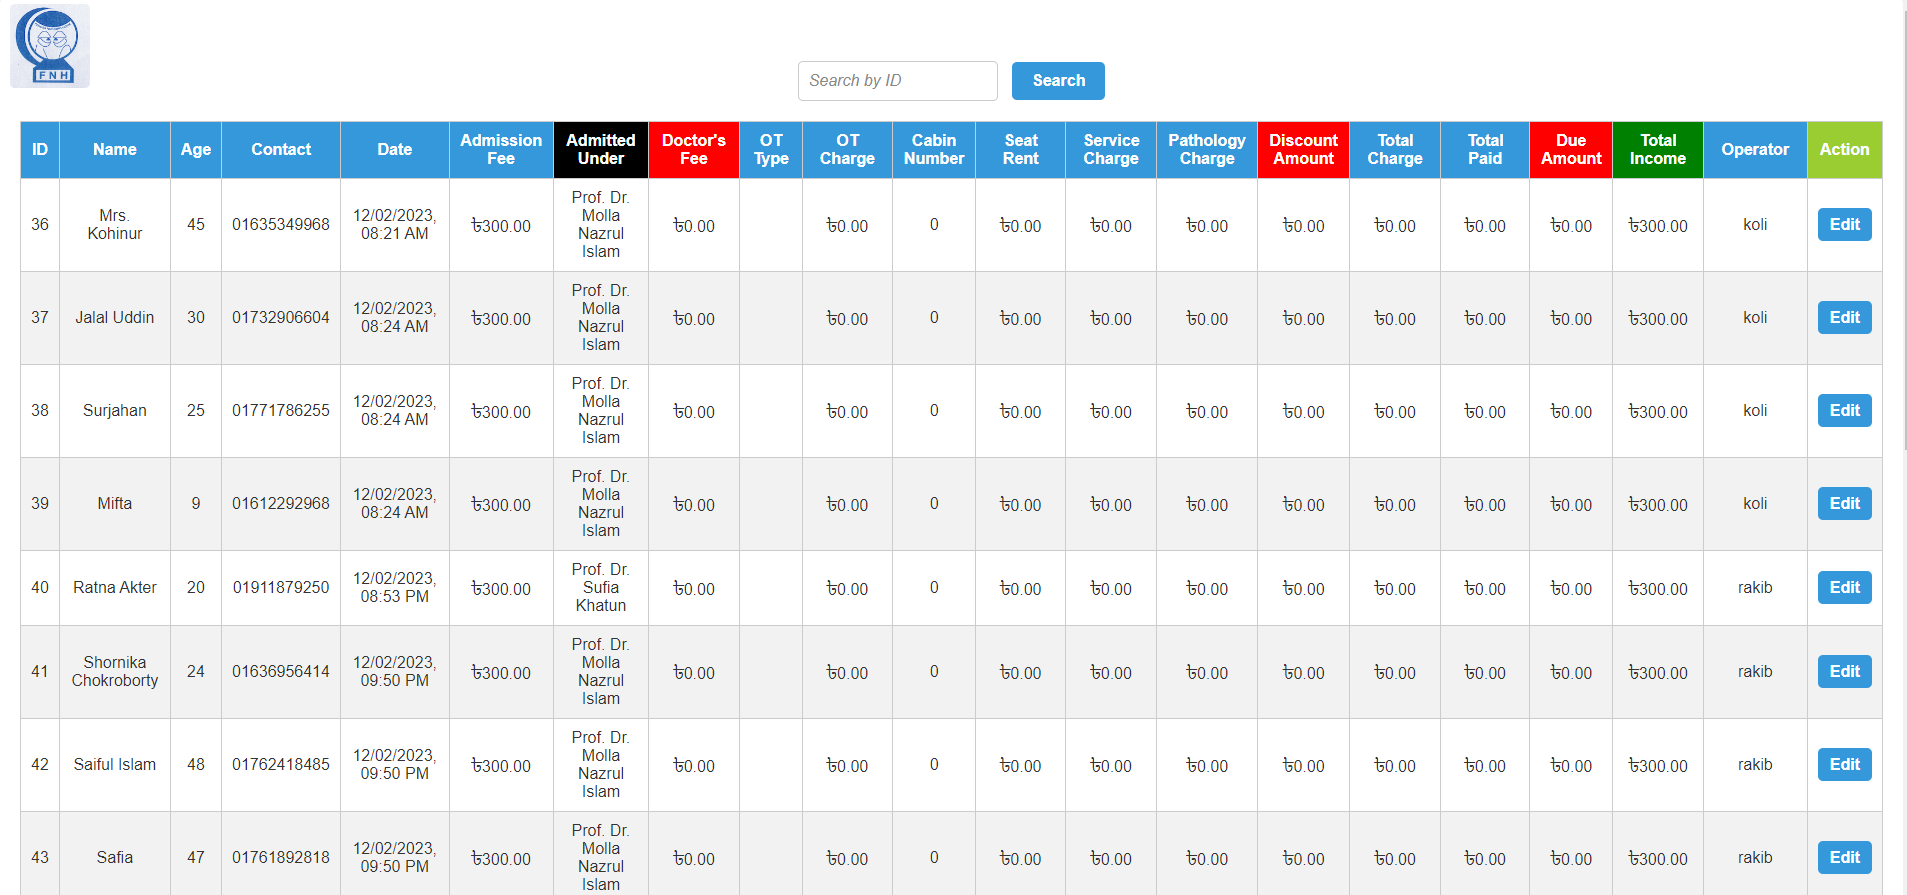 FNH
Search by ID Search
ID Name Age Contact Date Admission Fee Admitted Under Doctor's Fee OT Type OT Charge Cabin Number Seat Rent Service Charge Pathology Charge Discount Amount Total Charge Total Paid Due Amount Total Income Operator Action
36 Mrs. Kohinur 45 01635349968 12/02/2023, 08:21 AM ৳300.00 Prof. Dr. Molla Nazrul Islam ৳0.00 ৳0.00 0 ৳0.00 ৳0.00 ৳0.00 ৳0.00 ৳0.00 ৳0.00 ৳0.00 ৳300.00 koli Edit
37 Jalal Uddin 30 01732906604 12/02/2023, 08:24 AM ৳300.00 Prof. Dr. Molla Nazrul Islam ৳0.00 ৳0.00 0 ৳0.00 ৳0.00 ৳0.00 ৳0.00 ৳0.00 ৳0.00 ৳0.00 ৳300.00 koli Edit
38 Surjahan 25 01771786255 12/02/2023, 08:24 AM ৳300.00 Prof. Dr. Molla Nazrul Islam ৳0.00 ৳0.00 0 ৳0.00 ৳0.00 ৳0.00 ৳0.00 ৳0.00 ৳0.00 ৳0.00 ৳300.00 koli Edit
39 Mifta 9 01612292968 12/02/2023, 08:24 AM ৳300.00 Prof. Dr. Molla Nazrul Islam ৳0.00 ৳0.00 0 ৳0.00 ৳0.00 ৳0.00 ৳0.00 ৳0.00 ৳0.00 ৳0.00 ৳300.00 koli Edit
40 Ratna Akter 20 01911879250 12/02/2023, 08:53 PM ৳300.00 Prof. Dr. Sufia Khatun ৳0.00 ৳0.00 0 ৳0.00 ৳0.00 ৳0.00 ৳0.00 ৳0.00 ৳0.00 ৳0.00 ৳300.00 rakib Edit
41 Shornika Chokroborty 24 01636956414 12/02/2023, 09:50 PM ৳300.00 Prof. Dr. Molla Nazrul Islam ৳0.00 ৳0.00 0 ৳0.00 ৳0.00 ৳0.00 ৳0.00 ৳0.00 ৳0.00 ৳0.00 ৳300.00 rakib Edit
42 Saiful Islam 48 01762418485 12/02/2023, 09:50 PM ৳300.00 Prof. Dr. Molla Nazrul Islam ৳0.00 ৳0.00 0 ৳0.00 ৳0.00 ৳0.00 ৳0.00 ৳0.00 ৳0.00 ৳0.00 ৳300.00 rakib Edit
43 Safia 47 01761892818 12/02/2023, 09:50 PM ৳300.00 Prof. Dr. Molla Nazrul Islam ৳0.00 ৳0.00 0 ৳0.00 ৳0.00 ৳0.00 ৳0.00 ৳0.00 ৳0.00 ৳0.00 ৳300.00 rakib Edit